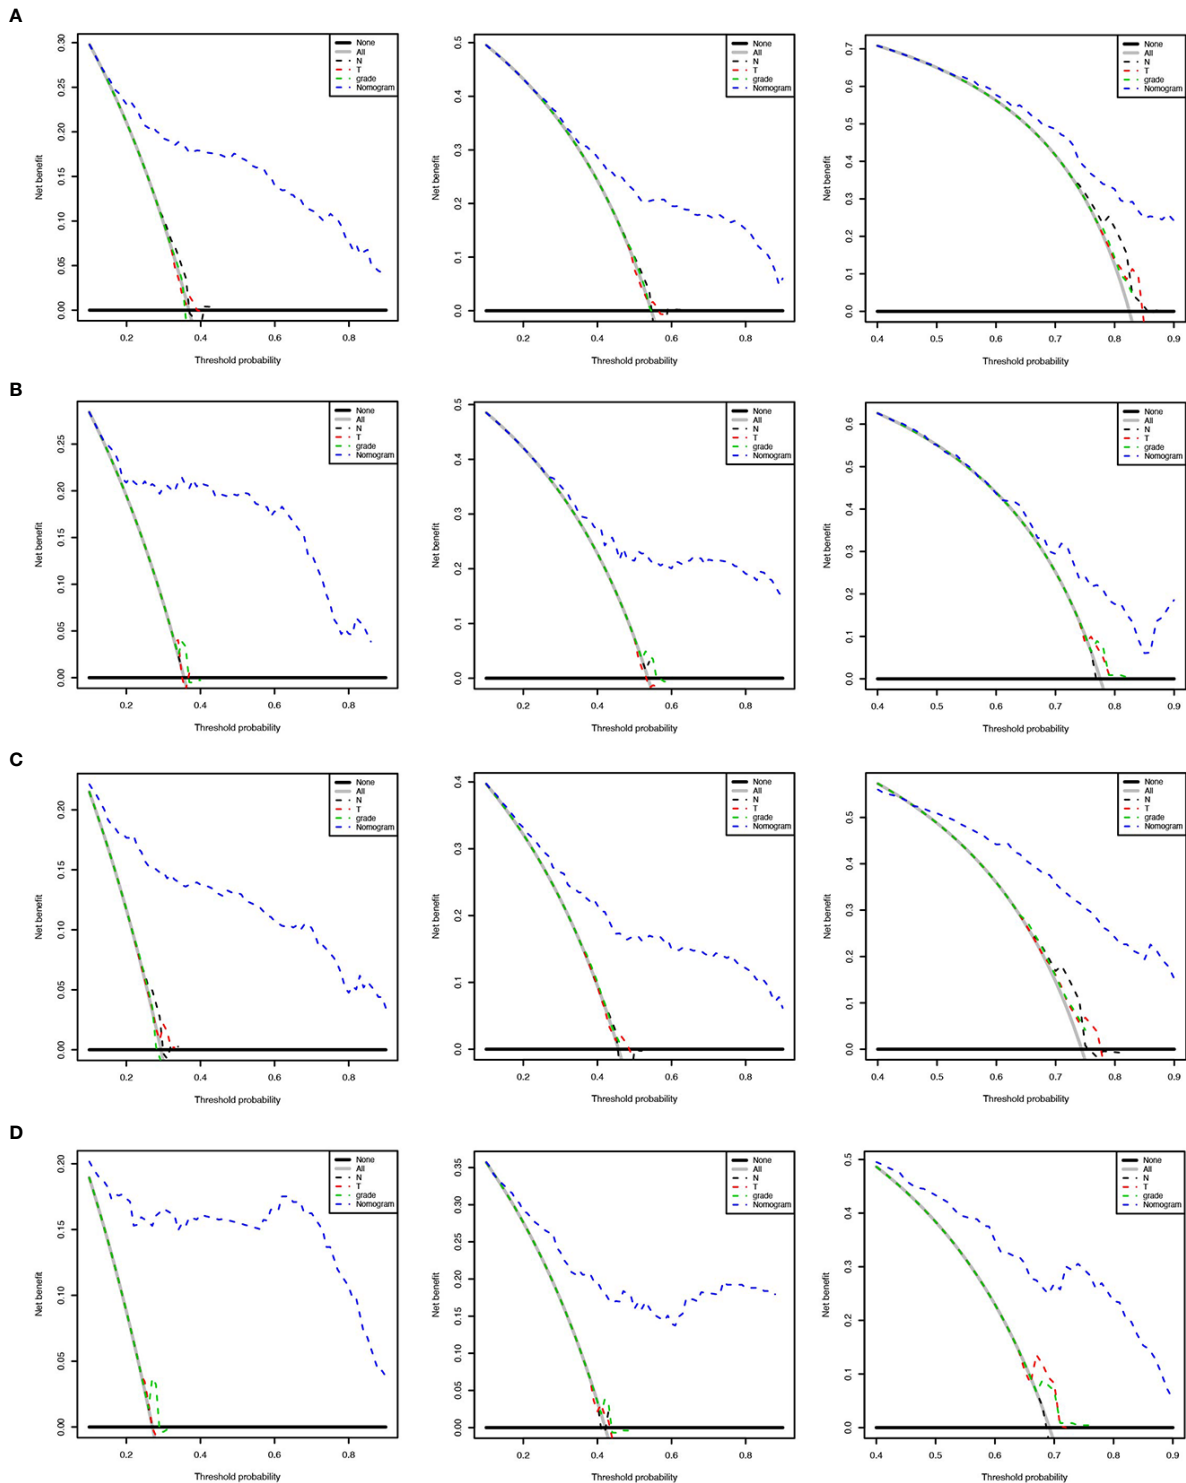 A
0.00 0.05 0.10 0.15 0.20 0.25 0.30
Net benefit
0.2 0.4 0.6 0.8
Threshold probability
None
All
N
T
grade
Nomogram
0.0 0.1 0.2 0.3 0.4 0.5
Net benefit
0.2 0.4 0.6 0.8
Threshold probability
None
All
N
T
grade
Nomogram
0.0 0.1 0.2 0.3 0.4 0.5 0.6 0.7
Net benefit
0.4 0.5 0.6 0.7 0.8 0.9
Threshold probability
None
All
N
T
grade
Nomogram
B
0.00 0.05 0.10 0.15 0.20 0.25
Net benefit
0.2 0.4 0.6 0.8
Threshold probability
None
All
N
T
grade
Nomogram
0.0 0.1 0.2 0.3 0.4 0.5
Net benefit
0.2 0.4 0.6 0.8
Threshold probability
None
All
N
T
grade
Nomogram
0.0 0.1 0.2 0.3 0.4 0.5 0.6
Net benefit
0.4 0.5 0.6 0.7 0.8 0.9
Threshold probability
None
All
N
T
grade
Nomogram
C
0.00 0.05 0.10 0.15 0.20
Net benefit
0.2 0.4 0.6 0.8
Threshold probability
None
All
N
T
grade
Nomogram
0.0 0.1 0.2 0.3 0.4
Net benefit
0.2 0.4 0.6 0.8
Threshold probability
None
All
N
T
grade
Nomogram
0.0 0.1 0.2 0.3 0.4 0.5
Net benefit
0.4 0.5 0.6 0.7 0.8 0.9
Threshold probability
None
All
N
T
grade
Nomogram
D
0.00 0.05 0.10 0.15 0.20
Net benefit
0.2 0.4 0.6 0.8
Threshold probability
None
All
N
T
grade
Nomogram
0.00 0.05 0.10 0.15 0.20 0.25 0.30 0.35
Net benefit
0.2 0.4 0.6 0.8
Threshold probability
None
All
N
T
grade
Nomogram
0.0 0.1 0.2 0.3 0.4 0.5
Net benefit
0.4 0.5 0.6 0.7 0.8 0.9
Threshold probability
None
All
N
T
grade
Nomogram